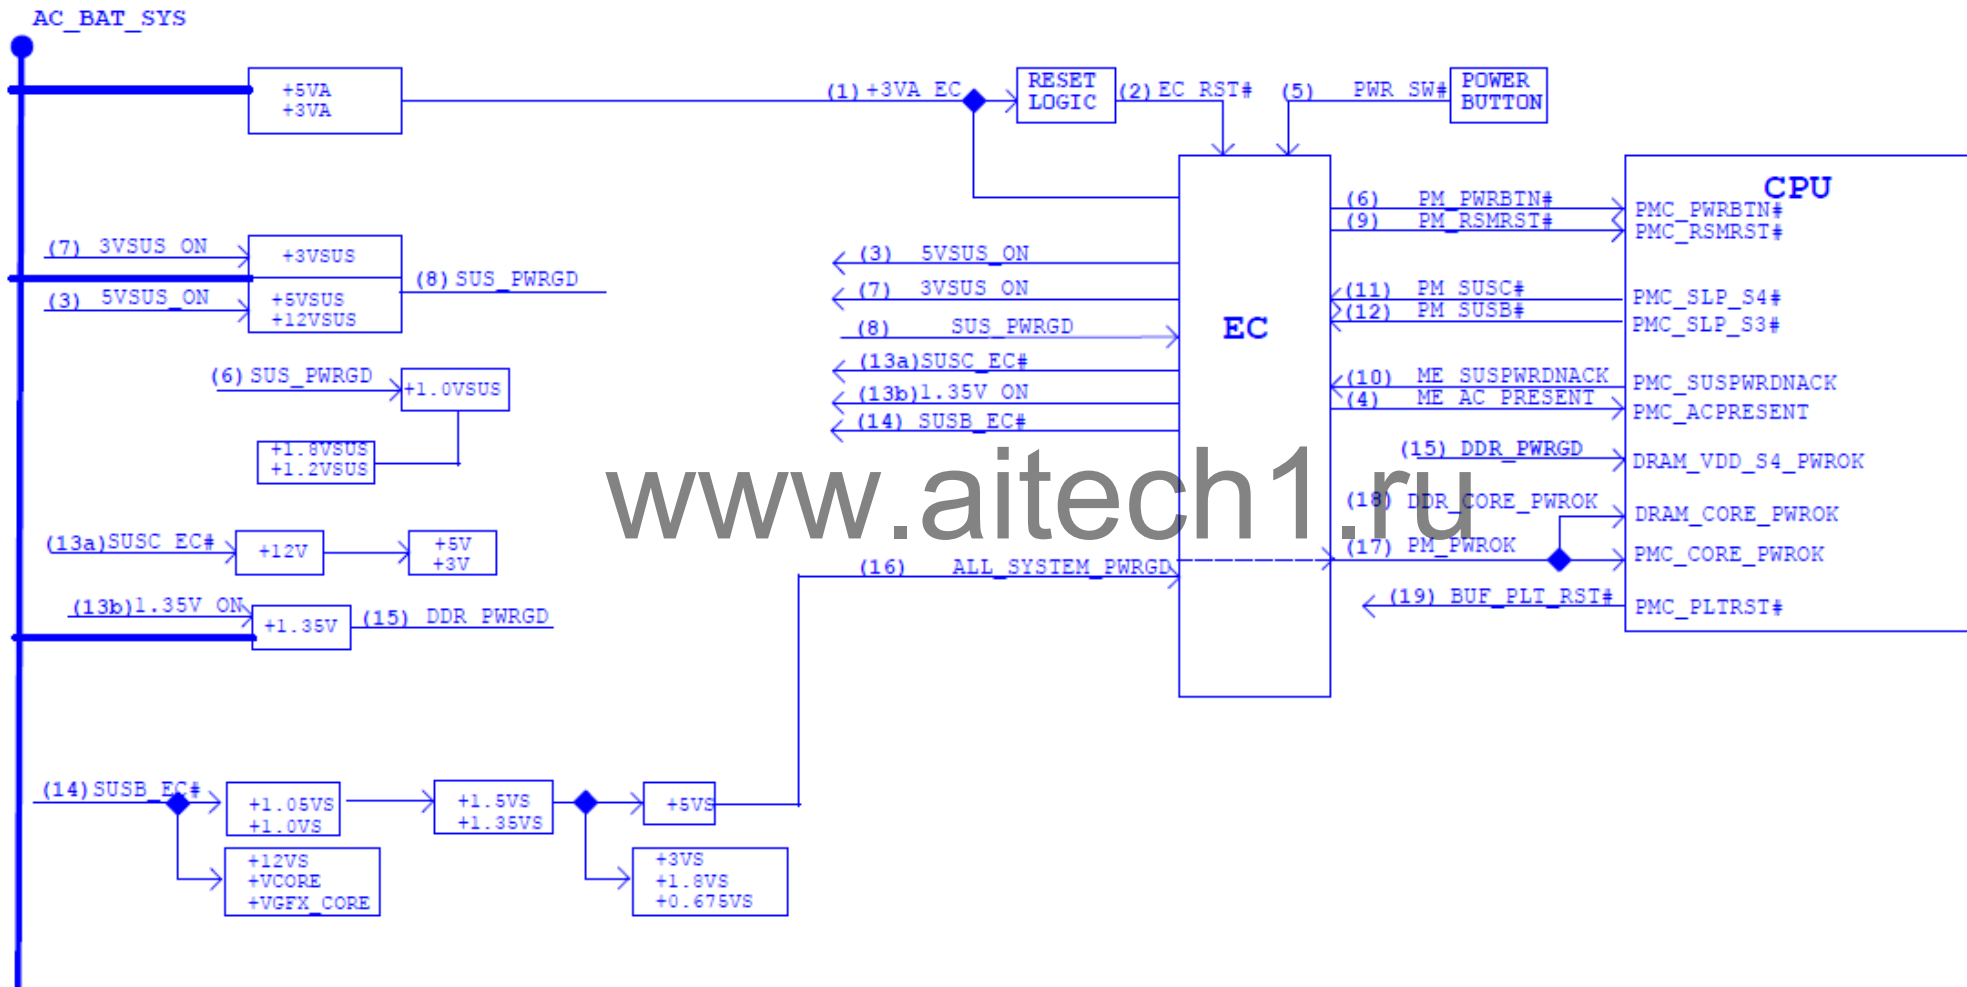 AC_BAT_SYS
+5VA
+3VA
(1) +3VA_EC
RESET
LOGIC
(2) EC_RST#
(5) PWR_SW#
POWER
BUTTON
CPU
(6) PM_PWRBTN#
PMC_PWRBTN#
(9) PM_RSMRST#
PMC_RSMRST#
(7) 3VSUS_ON
+3VSUS
(3) 5VSUS_ON
+5VSUS
+12VSUS
(8) SUS_PWRGD
(3) 5VSUS_ON
(7) 3VSUS_ON
(8) SUS_PWRGD
(13a)SUSC_EC#
(13b)1.35V_ON
(14) SUSB_EC#
EC
(11) PM_SUSC#
PMC_SLP_S4#
(12) PM_SUSB#
PMC_SLP_S3#
(10) ME_SUSPWRDNACK
PMC_SUSPWRDNACK
(4) ME_AC_PRESENT
PMC_ACPRESENT
(6) SUS_PWRGD
+1.0VSUS
+1.8VSUS
+1.2VSUS
(15) DDR_PWRGD
DRAM_VDD_S4_PWROK
www.aitech1.ru
(18) DDR_CORE_PWROK
DRAM_CORE_PWROK
(17) PM_PWROK
PMC_CORE_PWROK
(16) ALL_SYSTEM_PWRGD
(19) BUF_PLT_RST#
PMC_PLTRST#
(13a)SUSC_EC#
+12V
+5V
+3V
(13b)1.35V_ON
+1.35V
(15) DDR_PWRGD
(14)SUSB_EC#
+1.05VS
+1.0VS
+1.5VS
+1.35VS
+5VS
+12VS
+VCORE
+VGFX_CORE
+3VS
+1.8VS
+0.675VS